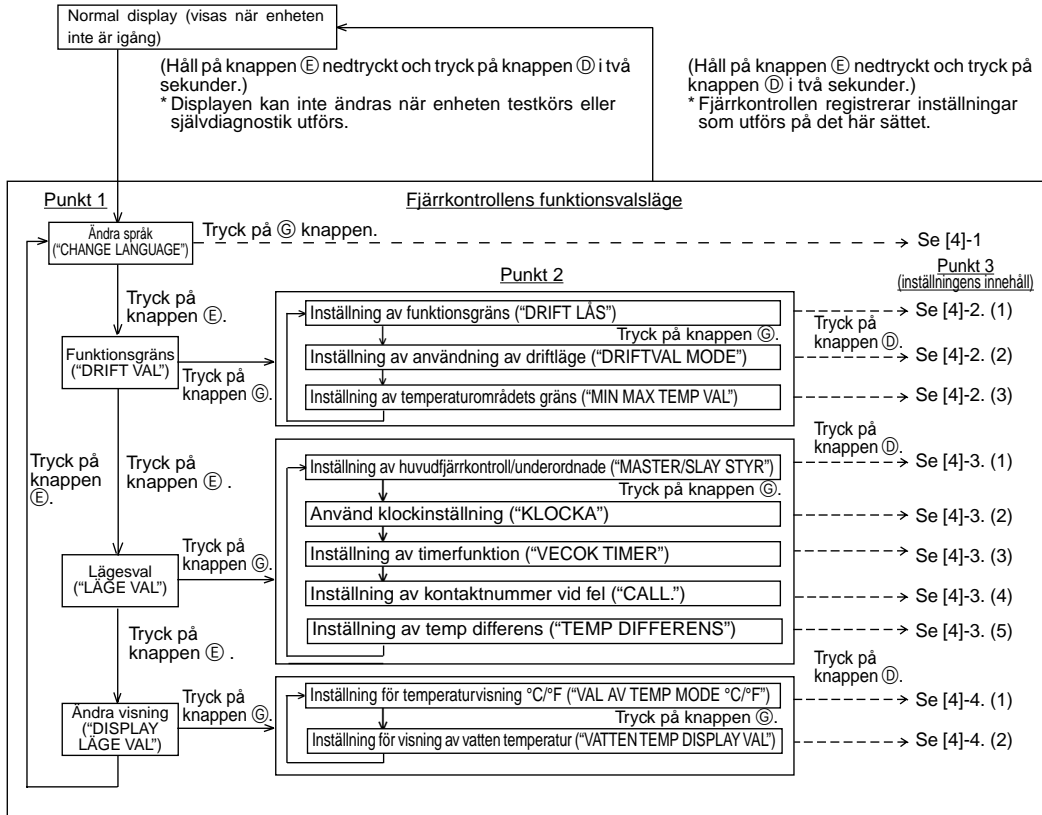 Normal display (visas när enheten
inte är igång)
(Håll på knappen Ⓔ nedtryckt och tryck på knappen Ⓓ i två
sekunder.)
* Displayen kan inte ändras när enheten testkörs eller
självdiagnostik utförs.
(Håll på knappen Ⓔ nedtryckt och tryck på
knappen Ⓓ i två sekunder.)
* Fjärrkontrollen registrerar inställningar
som utförs på det här sättet.
Punkt 1
Fjärrkontrollens funktionsvalsläge
Ändra språk
(“CHANGE LANGUAGE”)
Tryck på Ⓖ knappen.
Se [4]-1
Punkt 2
Punkt 3
(inställningens innehåll)
Tryck på
knappen Ⓔ.
Inställning av funktionsgräns (“DRIFT LÅS”)
Se [4]-2. (1)
Tryck på knappen Ⓖ.
Tryck på
knappen Ⓓ.
Funktionsgräns
(“DRIFT VAL”)
Tryck på
knappen Ⓖ.
Inställning av användning av driftläge (“DRIFTVAL MODE”)
Se [4]-2. (2)
Inställning av temperaturområdets gräns (“MIN MAX TEMP VAL”)
Se [4]-2. (3)
Tryck på
knappen
Ⓔ.
Tryck på
knappen Ⓔ .
Tryck på
knappen Ⓓ.
Inställning av huvudfjärrkontroll/underordnade (“MASTER/SLAY STYR”)
Se [4]-3. (1)
Tryck på knappen Ⓖ.
Använd klockinställning (“KLOCKA”)
Se [4]-3. (2)
Lägesval
(“LÄGE VAL”)
Tryck på
knappen Ⓖ.
Inställning av timerfunktion (“VECOK TIMER”)
Se [4]-3. (3)
Inställning av kontaktnummer vid fel (“CALL.”)
Se [4]-3. (4)
Inställning av temp differens (“TEMP DIFFERENS”)
Se [4]-3. (5)
Tryck på
knappen Ⓔ .
Tryck på
knappen Ⓓ.
Ändra visning
(“DISPLAY
LÄGE VAL”)
Tryck på
knappen Ⓖ.
Inställning för temperaturvisning °C/°F (“VAL AV TEMP MODE °C/°F”)
Se [4]-4. (1)
Tryck på knappen Ⓖ.
Inställning för visning av vatten temperatur (“VATTEN TEMP DISPLAY VAL”)
Se [4]-4. (2)